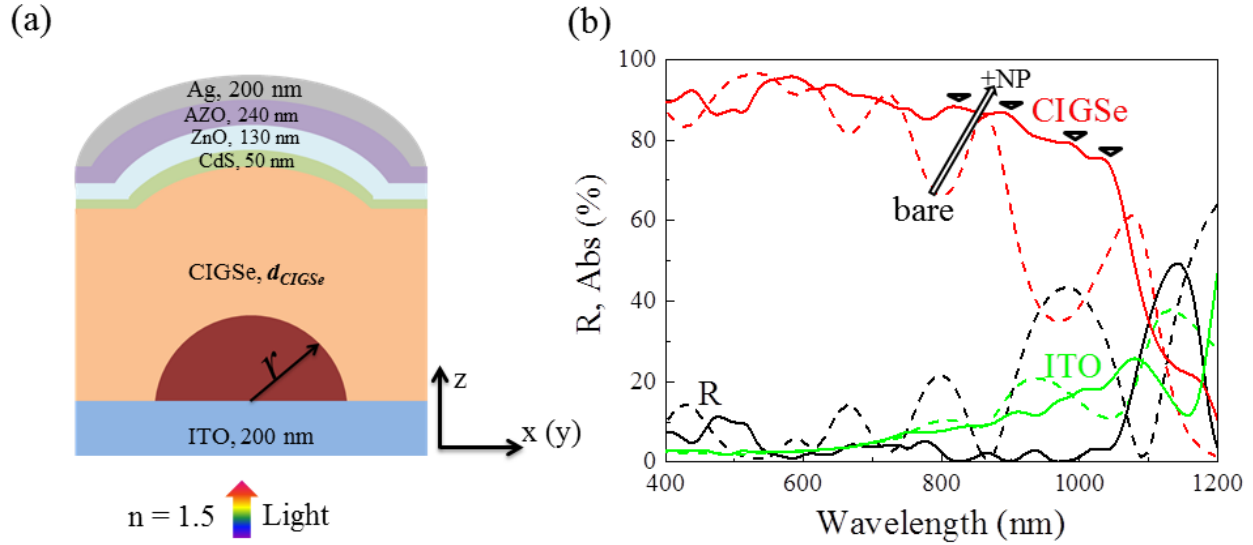 (a)
Ag, 200 nm
AZO, 240 nm
ZnO, 130 nm
CdS, 50 nm
CIGSe, dCIGSe
r
ITO, 200 nm
z
x (y)
n = 1.5
Light
(b)
R, Abs (%)
100
80
60
40
20
0
+NP
CIGSe
bare
ITO
R
400
600
800
1000
1200
Wavelength (nm)